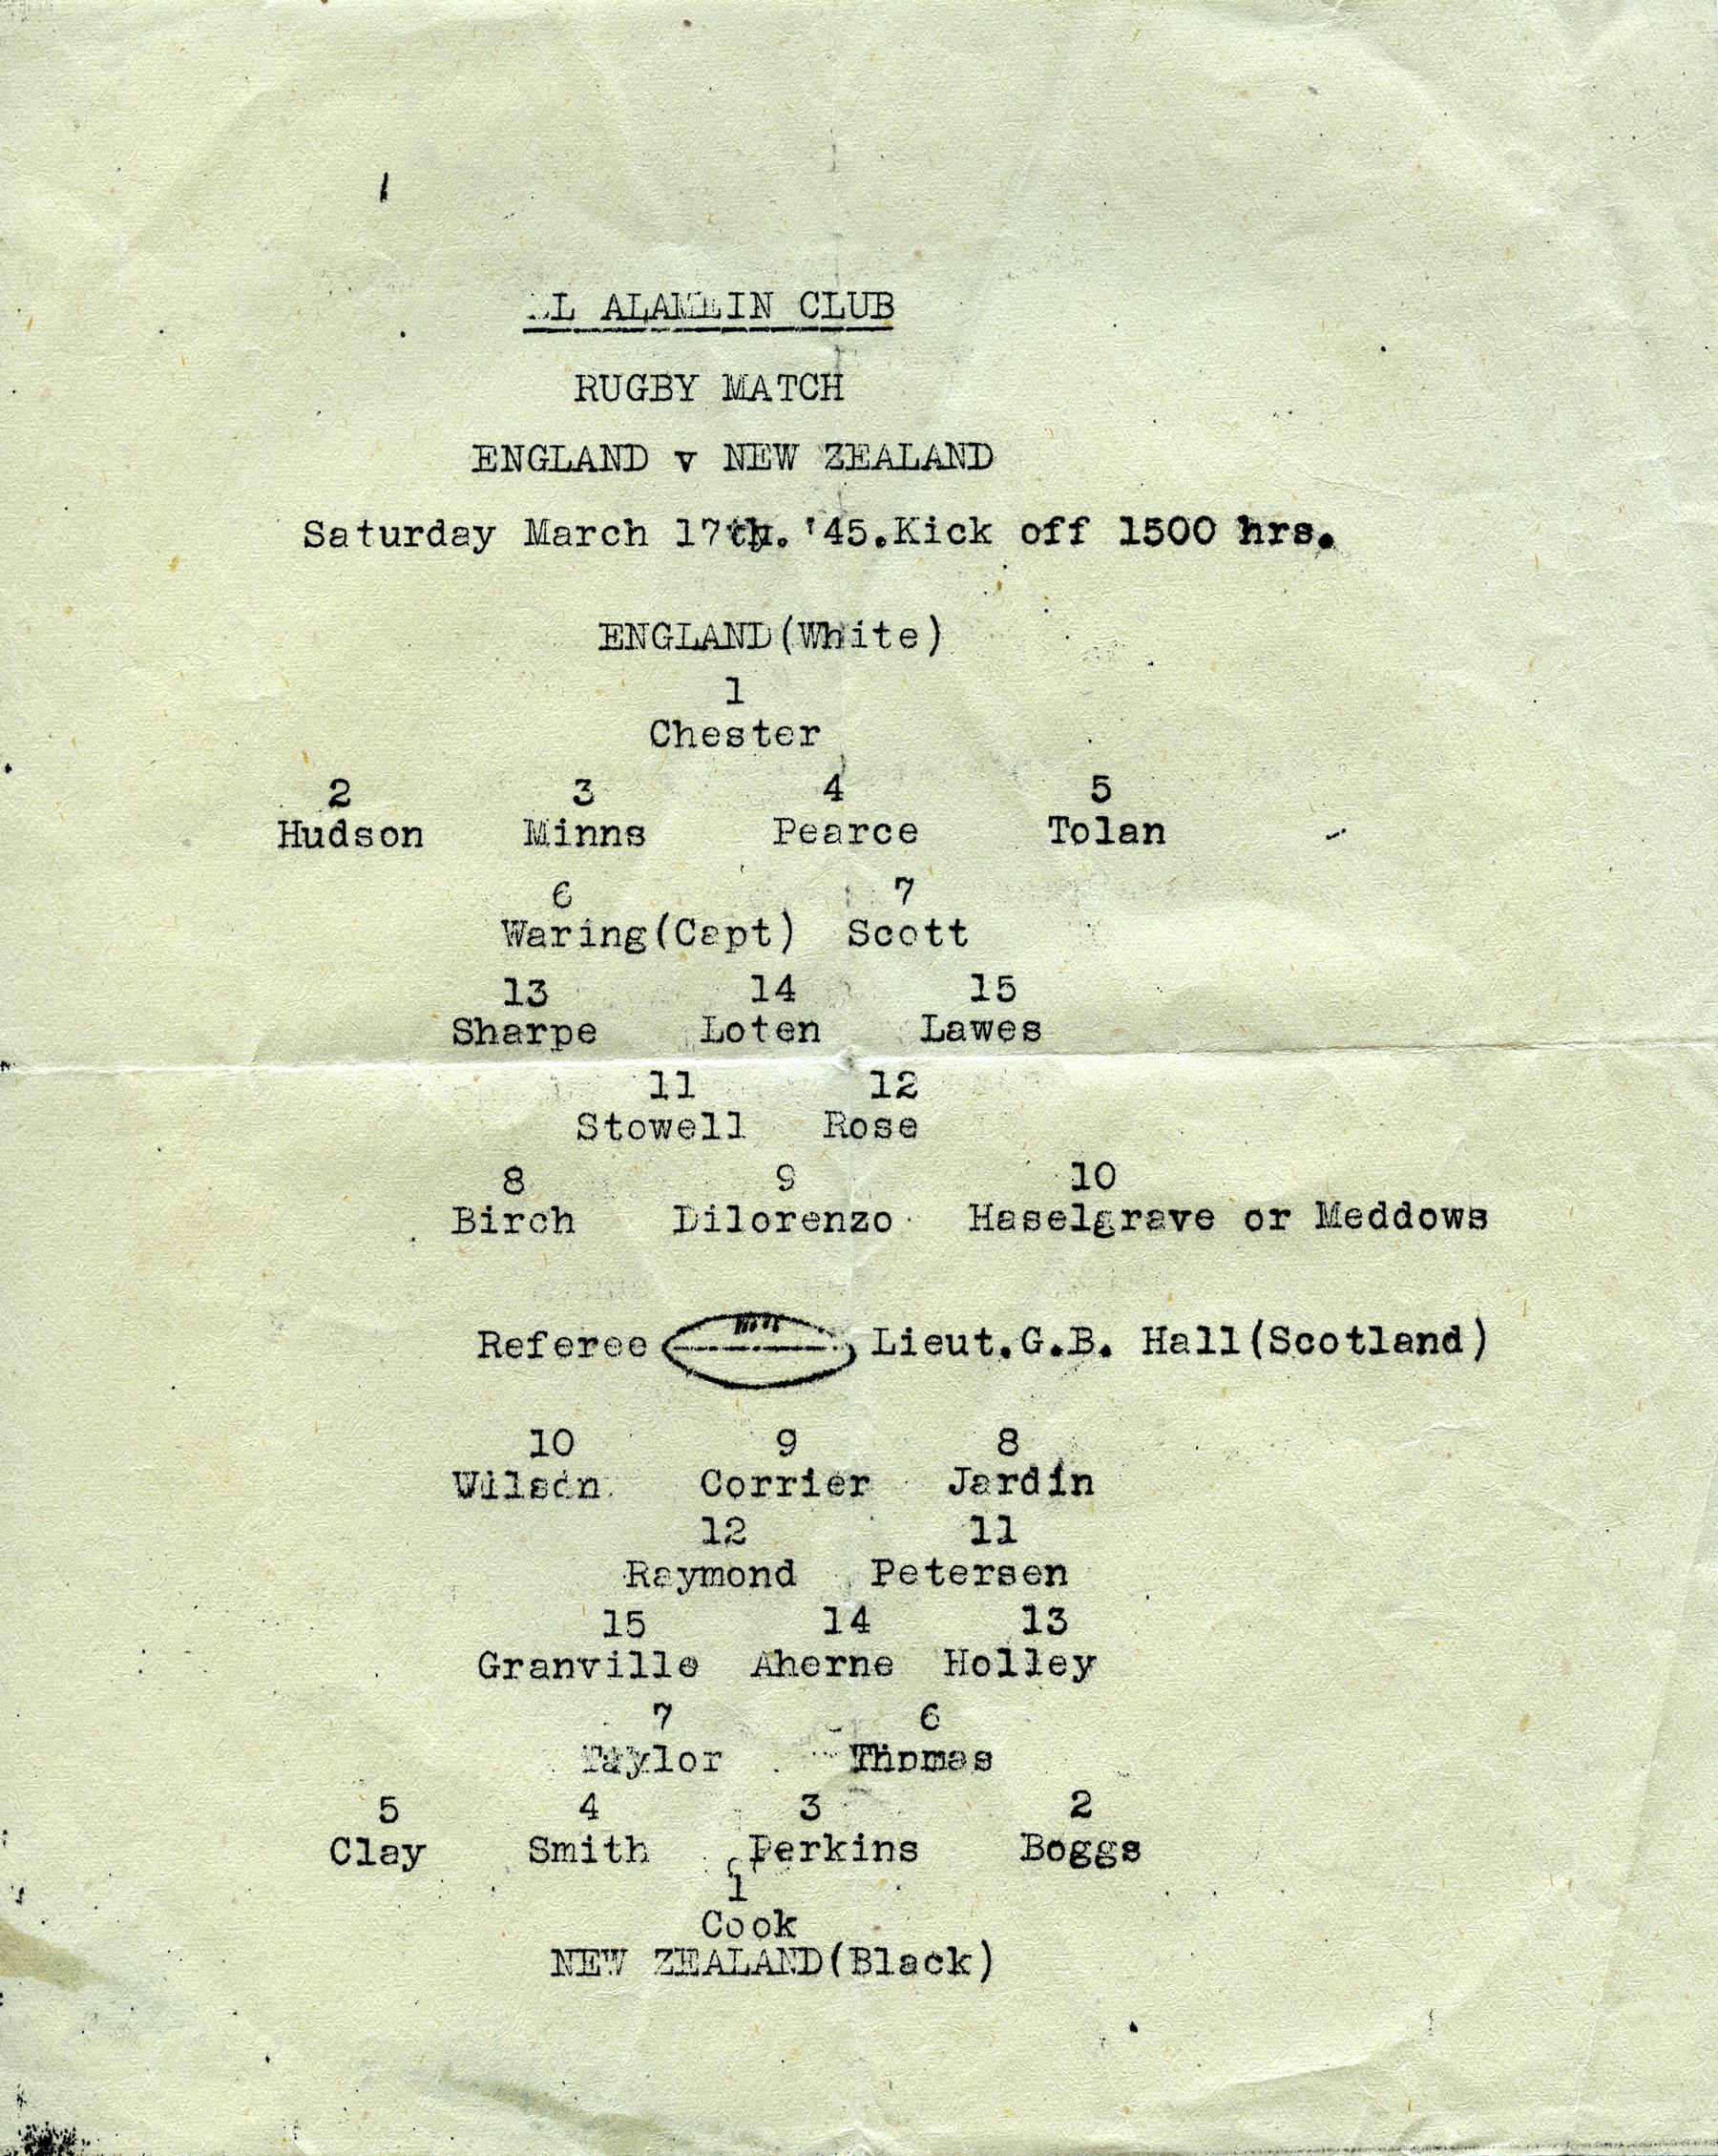 EL ALAMEIN CLUB
RUGBY MATCH
ENGLAND v NEW ZEALAND
Saturday March 17th. '45.Kick off 1500 hrs.
ENGLAND(White)
1
Chester
2 3 4 5
Hudson Minns Pearce Tolan
6 7
Waring(Capt) Scott
13 14 15
Sharpe Loten Lawes
11 12
Stowell Rose
8 9 10
Birch Dilorenzo Haselgrave or Meddows
Referee Lieut.G.B. Hall(Scotland)
10 9 8
Wilson Corrier Jardin
12 11
Raymond Petersen
15 14 13
Granville Aherne Holley
7 6
Taylor Thomas
5 4 3 2
Clay Smith Perkins Boggs
1
Cook
NEW ZEALAND(Black)